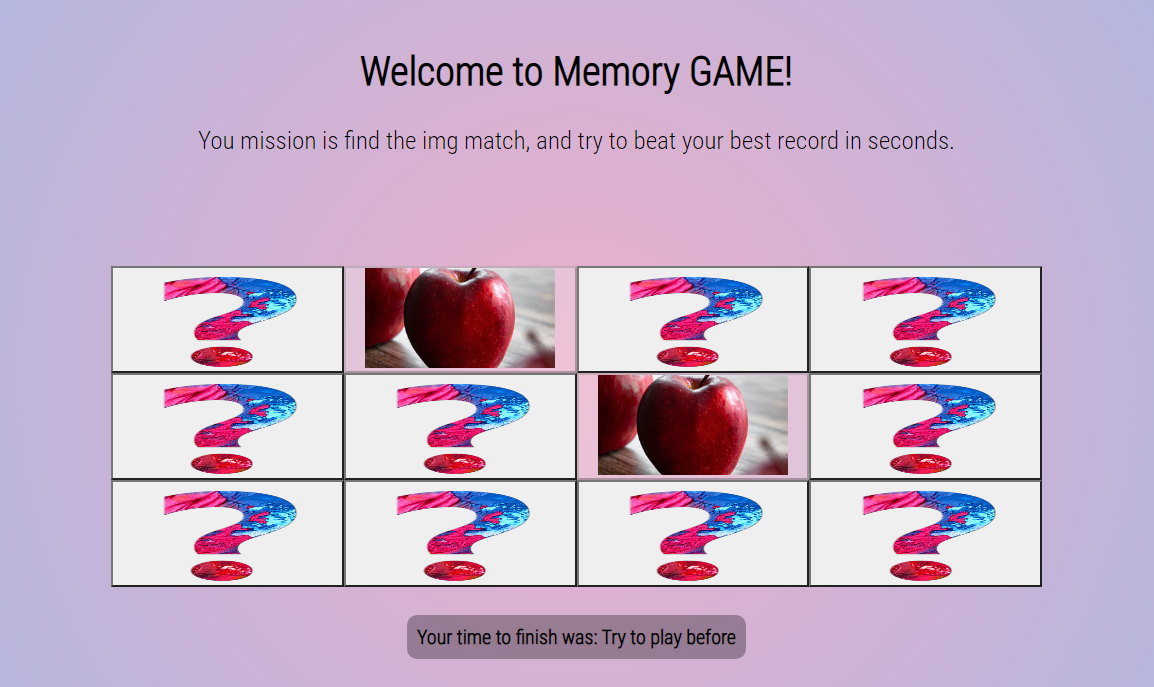 Welcome to Memory GAME!
You mission is find the img match, and try to beat your best record in seconds.
Your time to finish was: Try to play before